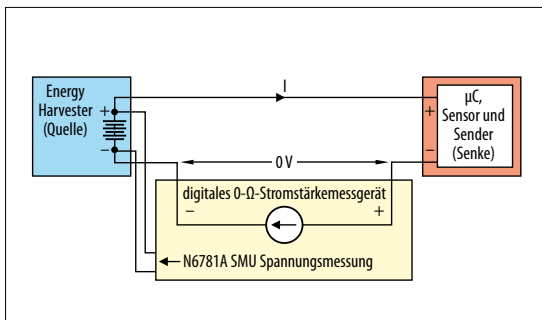 Energy
Harvester
(Quelle)
+
–
I
µC,
Sensor und
Sender
(Senke)
+
–
0 V
digitales 0-Ω-Stromstärkemessgerät
–
+
N6781A SMU Spannungsmessung